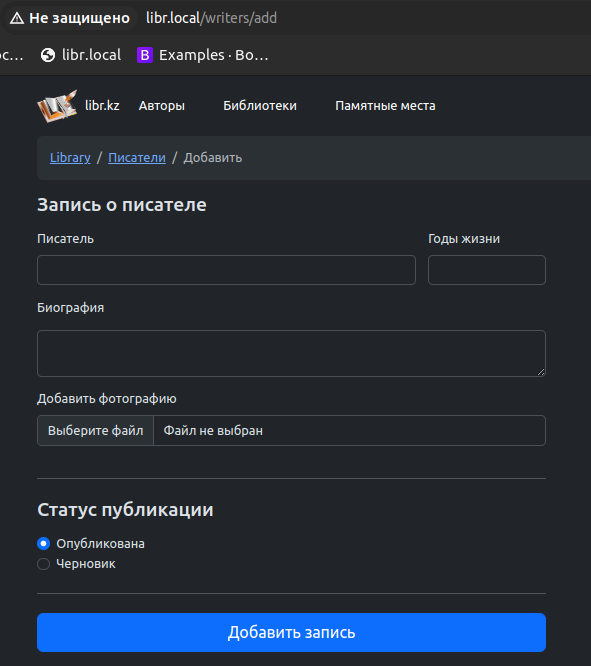 Не защищено libr.local/writers/add
libr.local B Examples · Bo…
libr.kz Авторы Библиотеки Памятные места
Library / Писатели / Добавить
Запись о писателе
Писатель Годы жизни
Биография
Добавить фотографию
Выберите файл Файл не выбран
Статус публикации
Опубликована
Черновик
Добавить запись